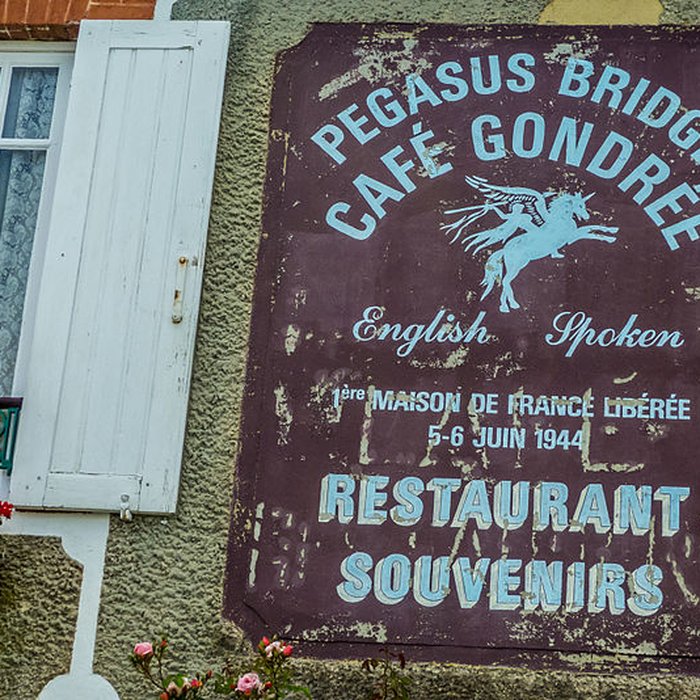 PEGASUS BRIDG
CAFÉ GONDRÉE
English Spoken
1ère MAISON DE FRANCE LIBÉRÉE
5-6 JUIN 1944
RESTAURANT
SOUVENIRS